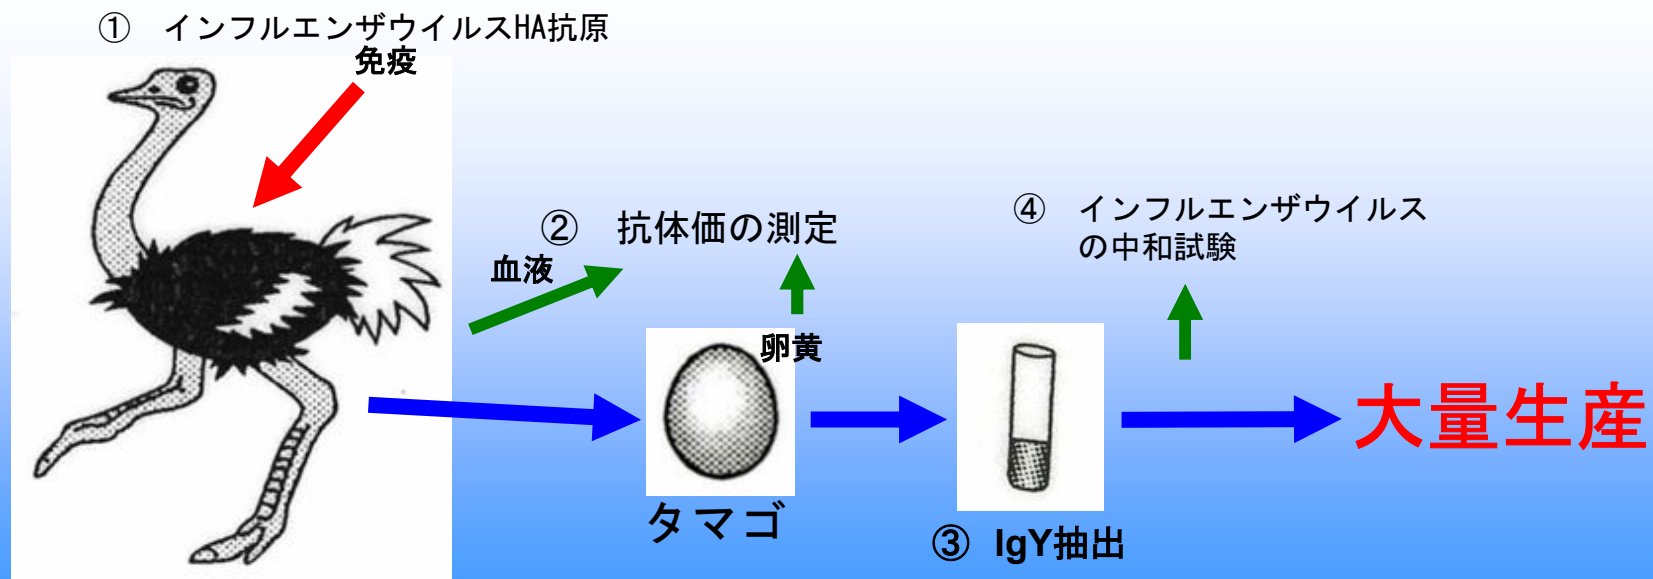 ① インフルエンザウイルスHA抗原
免疫
② 抗体価の測定
血液
卵黄
タマゴ
③ IgY抽出
④ インフルエンザウイルス
の中和試験
大量生産